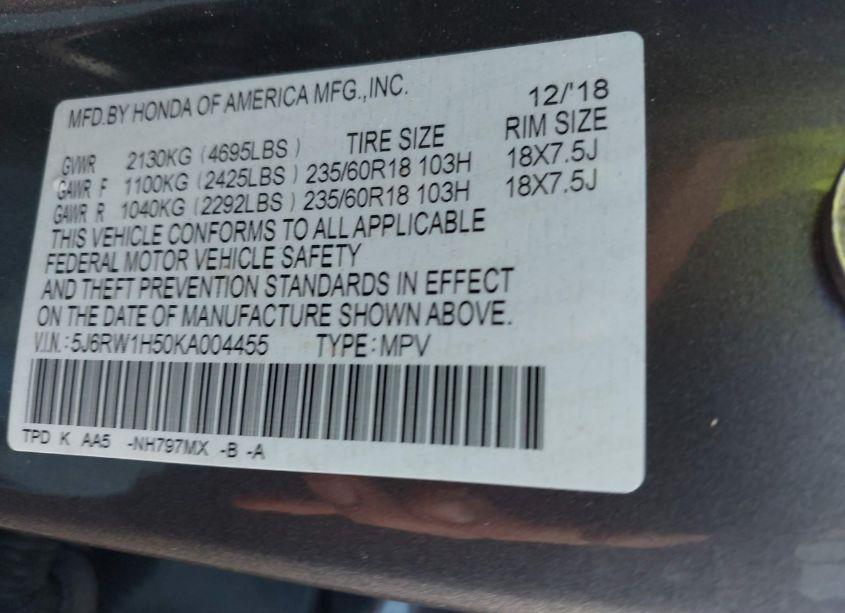 MFD.BY HONDA OF AMERICA MFG.,INC. 12/'18
GVWR 2130KG (4695LBS) TIRE SIZE RIM SIZE
GAWR F 1100KG (2425LBS) 235/60R18 103H 18X7.5J
GAWR R 1040KG (2292LBS) 235/60R18 103H 18X7.5J
THIS VEHICLE CONFORMS TO ALL APPLICABLE
FEDERAL MOTOR VEHICLE SAFETY
AND THEFT PREVENTION STANDARDS IN EFFECT
ON THE DATE OF MANUFACTURE SHOWN ABOVE.
V.I.N.:5J6RW1H50KA004455 TYPE:MPV
TPD K AA5 -NH797MX -B -A